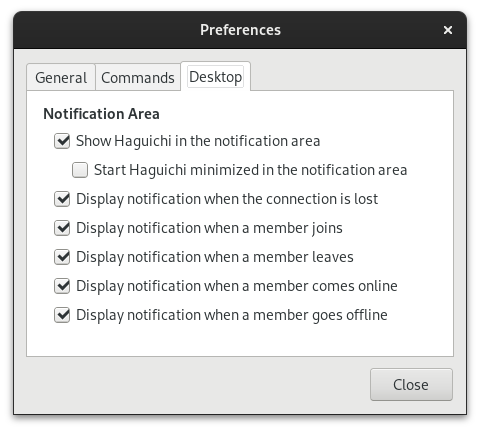 Preferences
General Commands Desktop
Notification Area
Show Haguichi in the notification area
Start Haguichi minimized in the notification area
Display notification when the connection is lost
Display notification when a member joins
Display notification when a member leaves
Display notification when a member comes online
Display notification when a member goes offline
Close